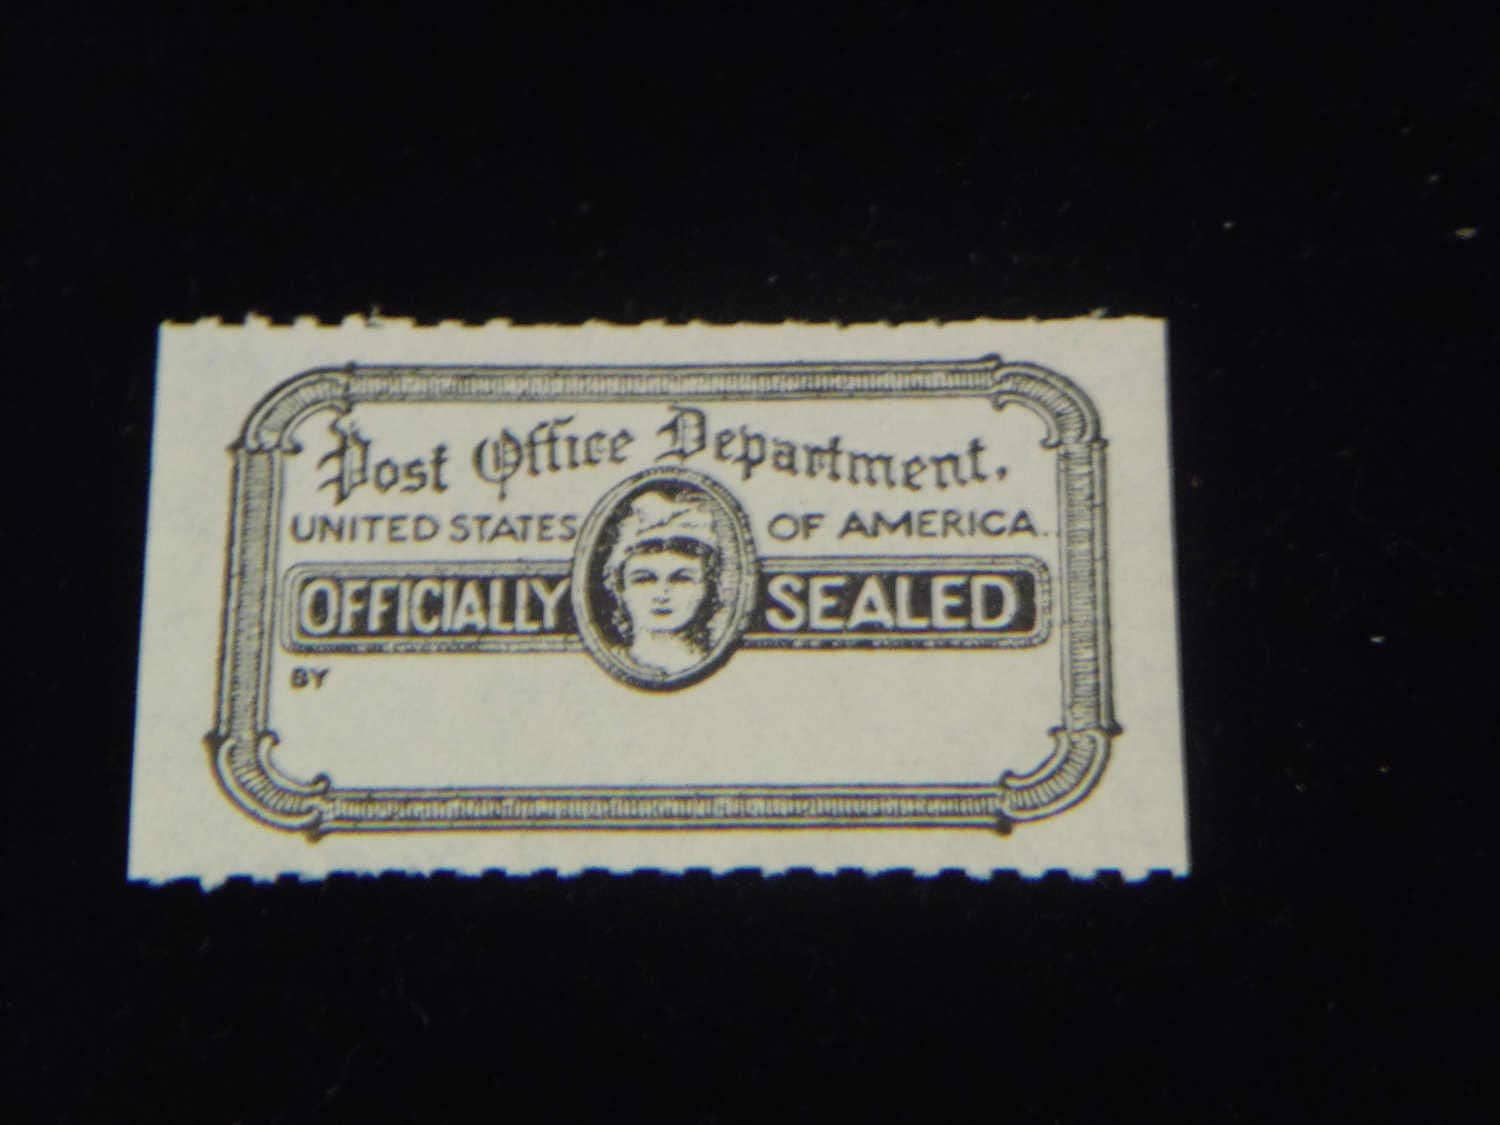 Post Office Department,
UNITED STATES OF AMERICA.
OFFICIALLY SEALED
BY